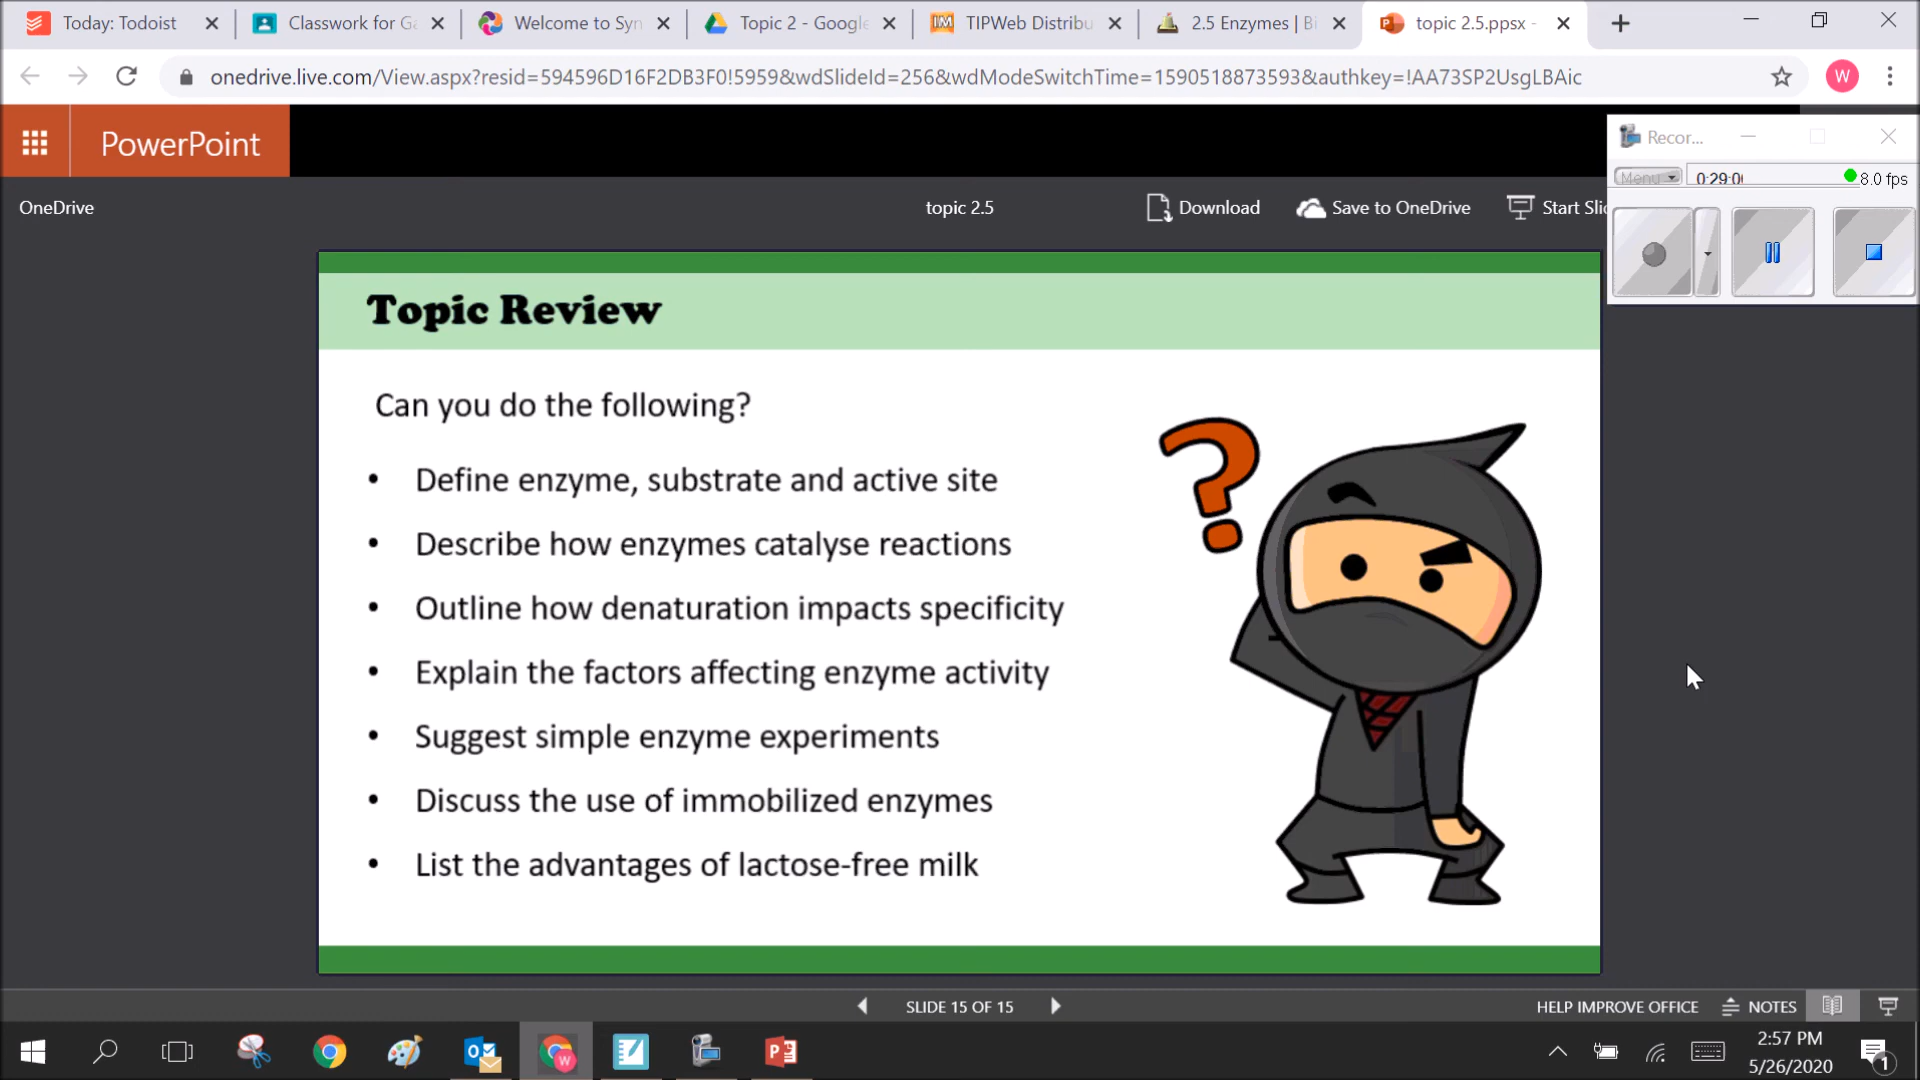 Today: Todoist
Classwork for Ga
Welcome to Syn
Topic 2 - Google
TIPWeb Distribu
2.5 Enzymes | Bi
topic 2.5.ppsx -
onedrive.live.com/View.aspx?resid=594596D16F2DB3F0!5959&wdSlideId=256&wdModeSwitchTime=1590518873593&authkey=!AA73SP2UsgLBAic
W
PowerPoint
Recor...
Menu
0:29:0
8.0 fps
OneDrive
topic 2.5
Download
Save to OneDrive
Start Slid
Topic Review
Can you do the following?
• Define enzyme, substrate and active site
• Describe how enzymes catalyse reactions
• Outline how denaturation impacts specificity
• Explain the factors affecting enzyme activity
• Suggest simple enzyme experiments
• Discuss the use of immobilized enzymes
• List the advantages of lactose-free milk
?
SLIDE 15 OF 15
HELP IMPROVE OFFICE
NOTES
2:57 PM
5/26/2020
1